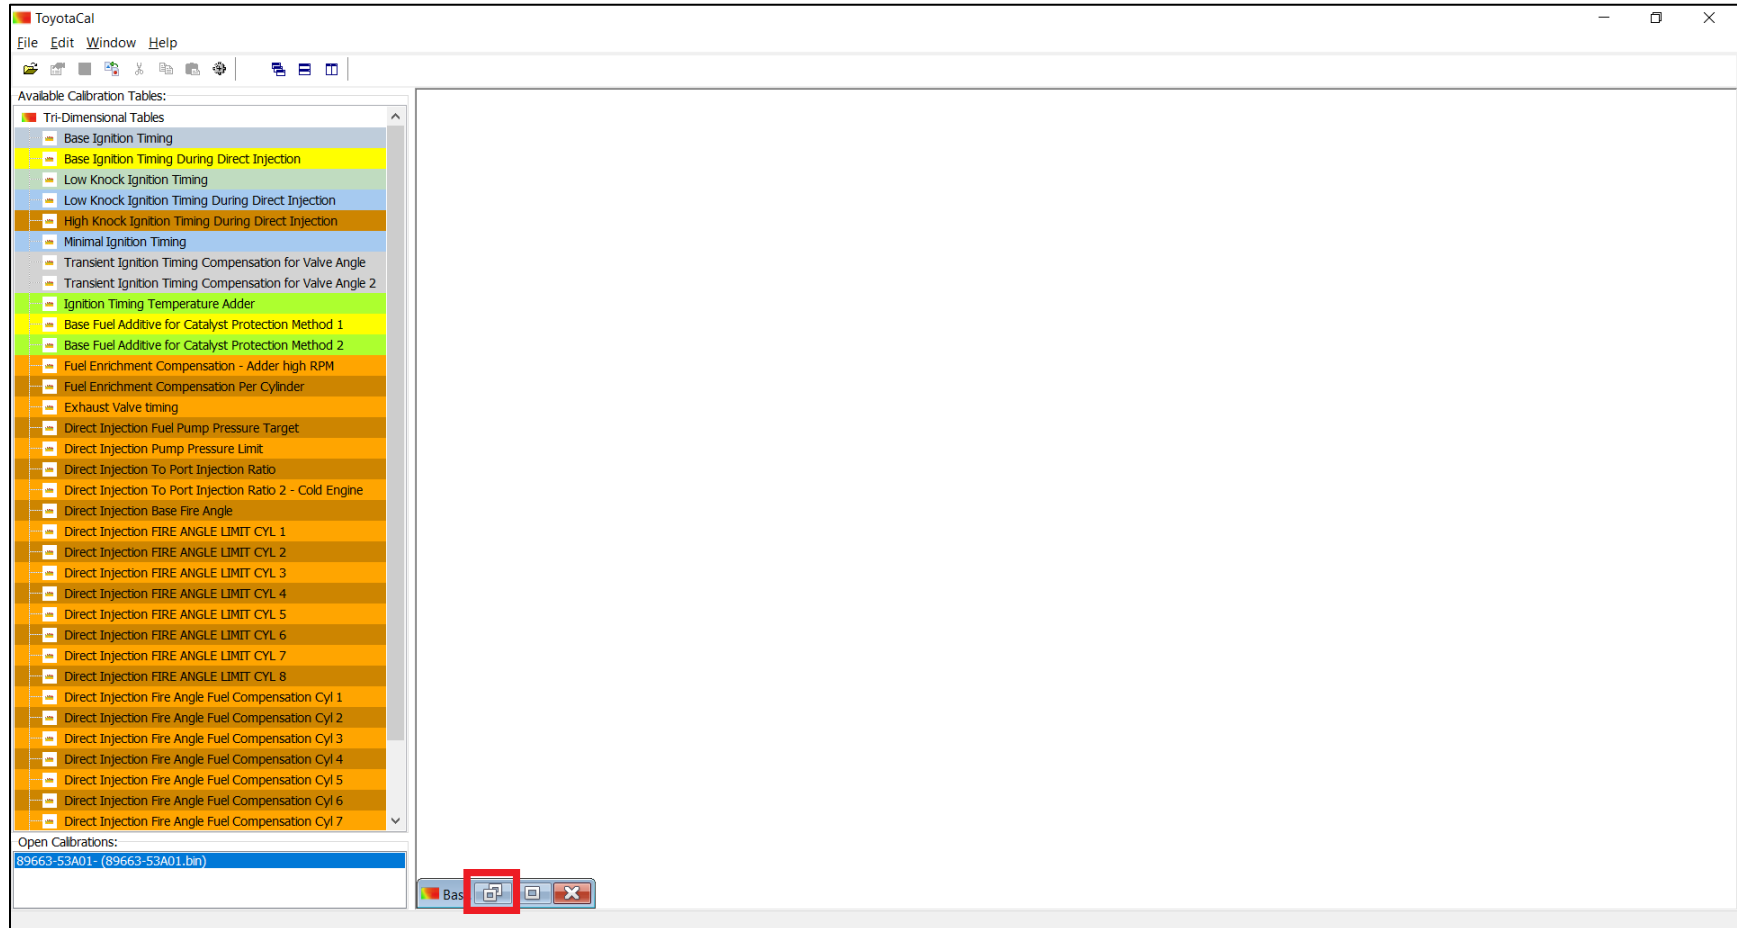 ToyotaCal
File Edit Window Help
Available Calibration Tables:
Tri-Dimensional Tables
Base Ignition Timing
Base Ignition Timing During Direct Injection
Low Knock Ignition Timing
Low Knock Ignition Timing During Direct Injection
High Knock Ignition Timing During Direct Injection
Minimal Ignition Timing
Transient Ignition Timing Compensation for Valve Angle
Transient Ignition Timing Compensation for Valve Angle 2
Ignition Timing Temperature Adder
Base Fuel Additive for Catalyst Protection Method 1
Base Fuel Additive for Catalyst Protection Method 2
Fuel Enrichment Compensation - Adder high RPM
Fuel Enrichment Compensation Per Cylinder
Exhaust Valve timing
Direct Injection Fuel Pump Pressure Target
Direct Injection Pump Pressure Limit
Direct Injection To Port Injection Ratio
Direct Injection To Port Injection Ratio 2 - Cold Engine
Direct Injection Base Fire Angle
Direct Injection FIRE ANGLE LIMIT CYL 1
Direct Injection FIRE ANGLE LIMIT CYL 2
Direct Injection FIRE ANGLE LIMIT CYL 3
Direct Injection FIRE ANGLE LIMIT CYL 4
Direct Injection FIRE ANGLE LIMIT CYL 5
Direct Injection FIRE ANGLE LIMIT CYL 6
Direct Injection FIRE ANGLE LIMIT CYL 7
Direct Injection FIRE ANGLE LIMIT CYL 8
Direct Injection Fire Angle Fuel Compensation Cyl 1
Direct Injection Fire Angle Fuel Compensation Cyl 2
Direct Injection Fire Angle Fuel Compensation Cyl 3
Direct Injection Fire Angle Fuel Compensation Cyl 4
Direct Injection Fire Angle Fuel Compensation Cyl 5
Direct Injection Fire Angle Fuel Compensation Cyl 6
Direct Injection Fire Angle Fuel Compensation Cyl 7
Open Calibrations:
89663-53A01- (89663-53A01.bin)
Bas